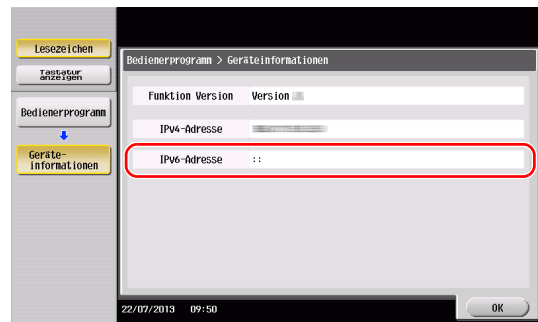 Lesezeichen
Tastatur
anzeigen
Bedienerprogramm
Geräte-
informationen
Bedienerprogramm > Geräteinformationen
Funktion Version Version
IPv4-Adresse
IPv6-Adresse ::
22/07/2013 09:50
OK